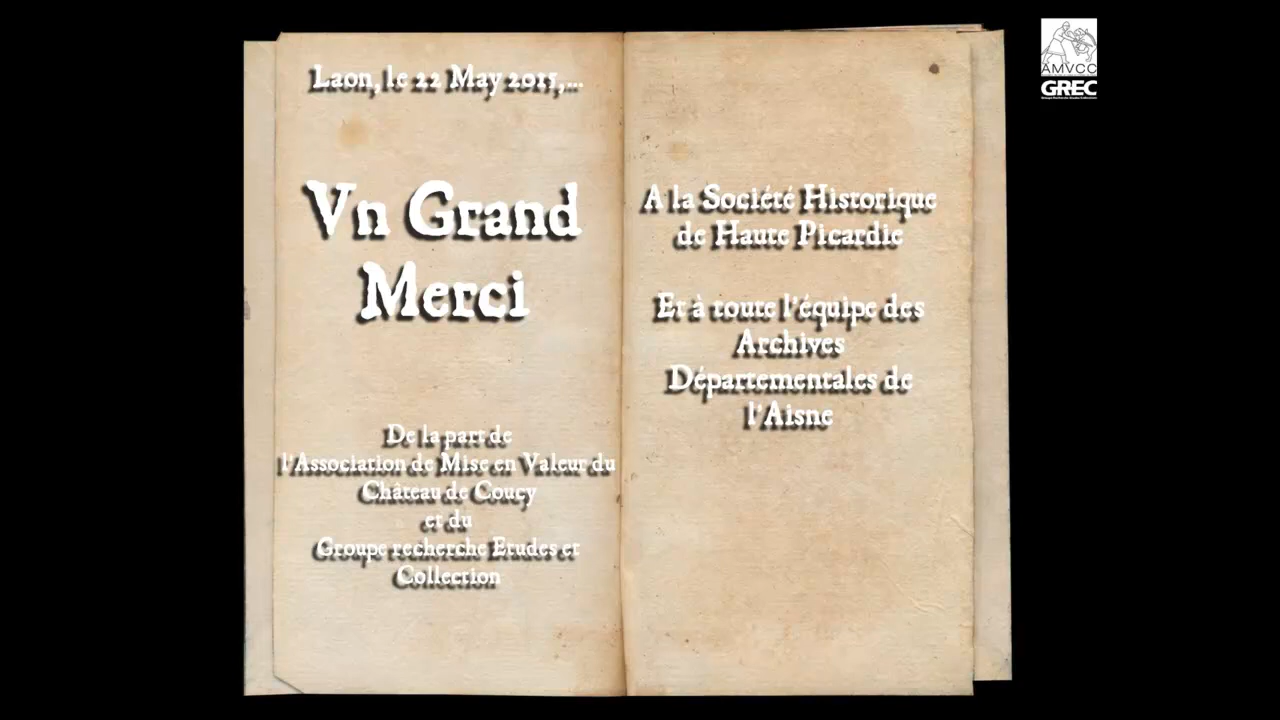 Laon, le 22 May 2015,...
Vn Grand
Merci
De la part de
l'Association de Mise en Valeur du
Château de Coucy
et du
Groupe recherche Etudes et
Collection
A la Société Historique
de Haute Picardie
Et à toute l'équipe des
Archives
Départementales de
l'Aisne
AMVCC
GREC